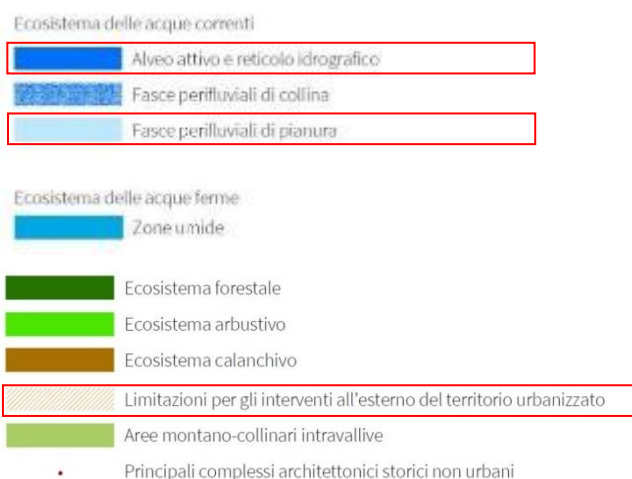 Ecosistema delle acque correnti
Alveo attivo e reticolo idrografico
Fasce perifluviali di collina
Fasce perifluviali di pianura
Ecosistema delle acque ferme
Zone umide
Ecosistema forestale
Ecosistema arbustivo
Ecosistema calanchivo
Limitazioni per gli interventi all'esterno del territorio urbanizzato
Aree montano-collinari intravallive
Principali complessi architettonici storici non urbani